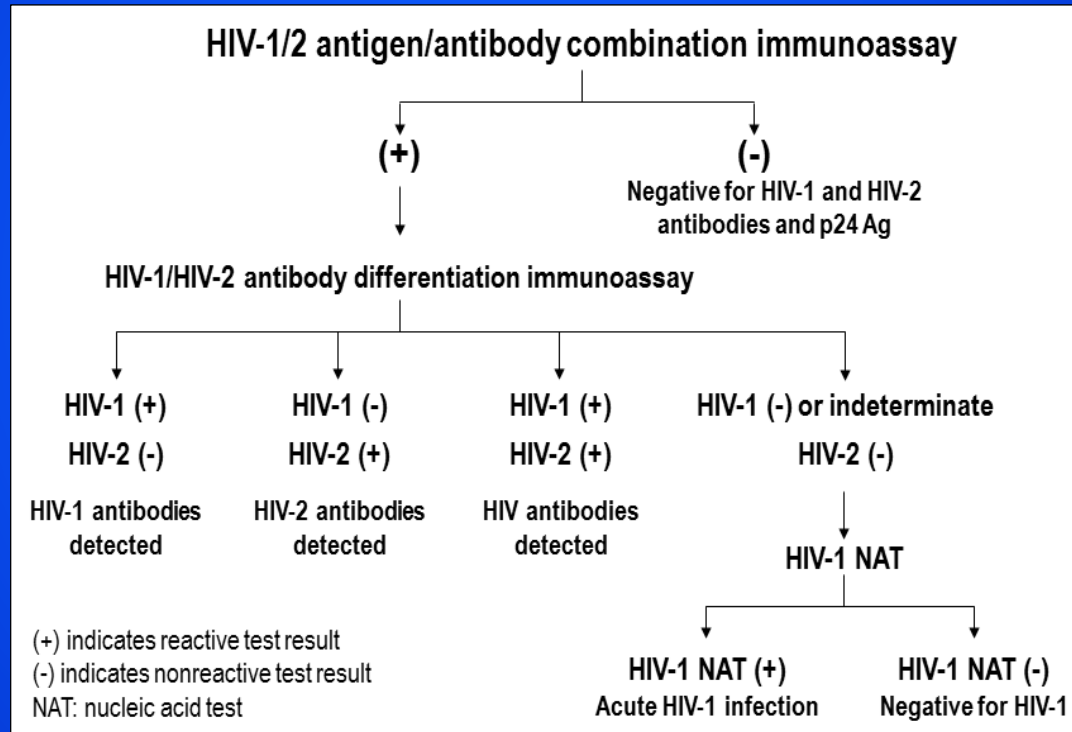 HIV-1/2 antigen/antibody combination immunoassay
(+)
(-)
Negative for HIV-1 and HIV-2
antibodies and p24 Ag
HIV-1/HIV-2 antibody differentiation immunoassay
HIV-1 (+)
HIV-2 (-)
HIV-1 antibodies
detected
HIV-1 (-)
HIV-2 (+)
HIV-2 antibodies
detected
HIV-1 (+)
HIV-2 (+)
HIV antibodies
detected
HIV-1 (-) or indeterminate
HIV-2 (-)
HIV-1 NAT
HIV-1 NAT (+)
Acute HIV-1 infection
HIV-1 NAT (-)
Negative for HIV-1
(+) indicates reactive test result
(-) indicates nonreactive test result
NAT: nucleic acid test